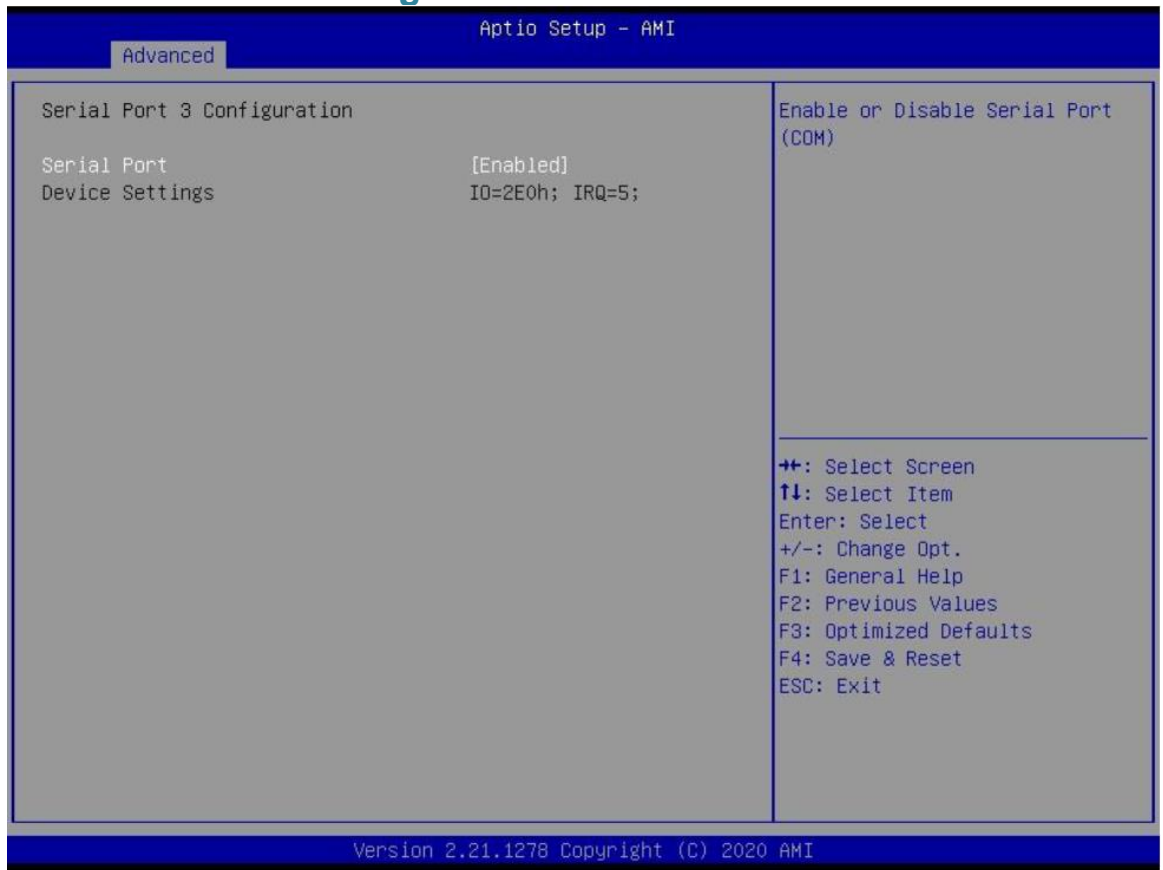 Aptio Setup – AMI
Advanced
Serial Port 3 Configuration
Serial Port [Enabled]
Device Settings IO=2E0h; IRQ=5;
Enable or Disable Serial Port
(COM)
→←: Select Screen
↑↓: Select Item
Enter: Select
+/-: Change Opt.
F1: General Help
F2: Previous Values
F3: Optimized Defaults
F4: Save & Reset
ESC: Exit
Version 2.21.1278 Copyright (C) 2020 AMI